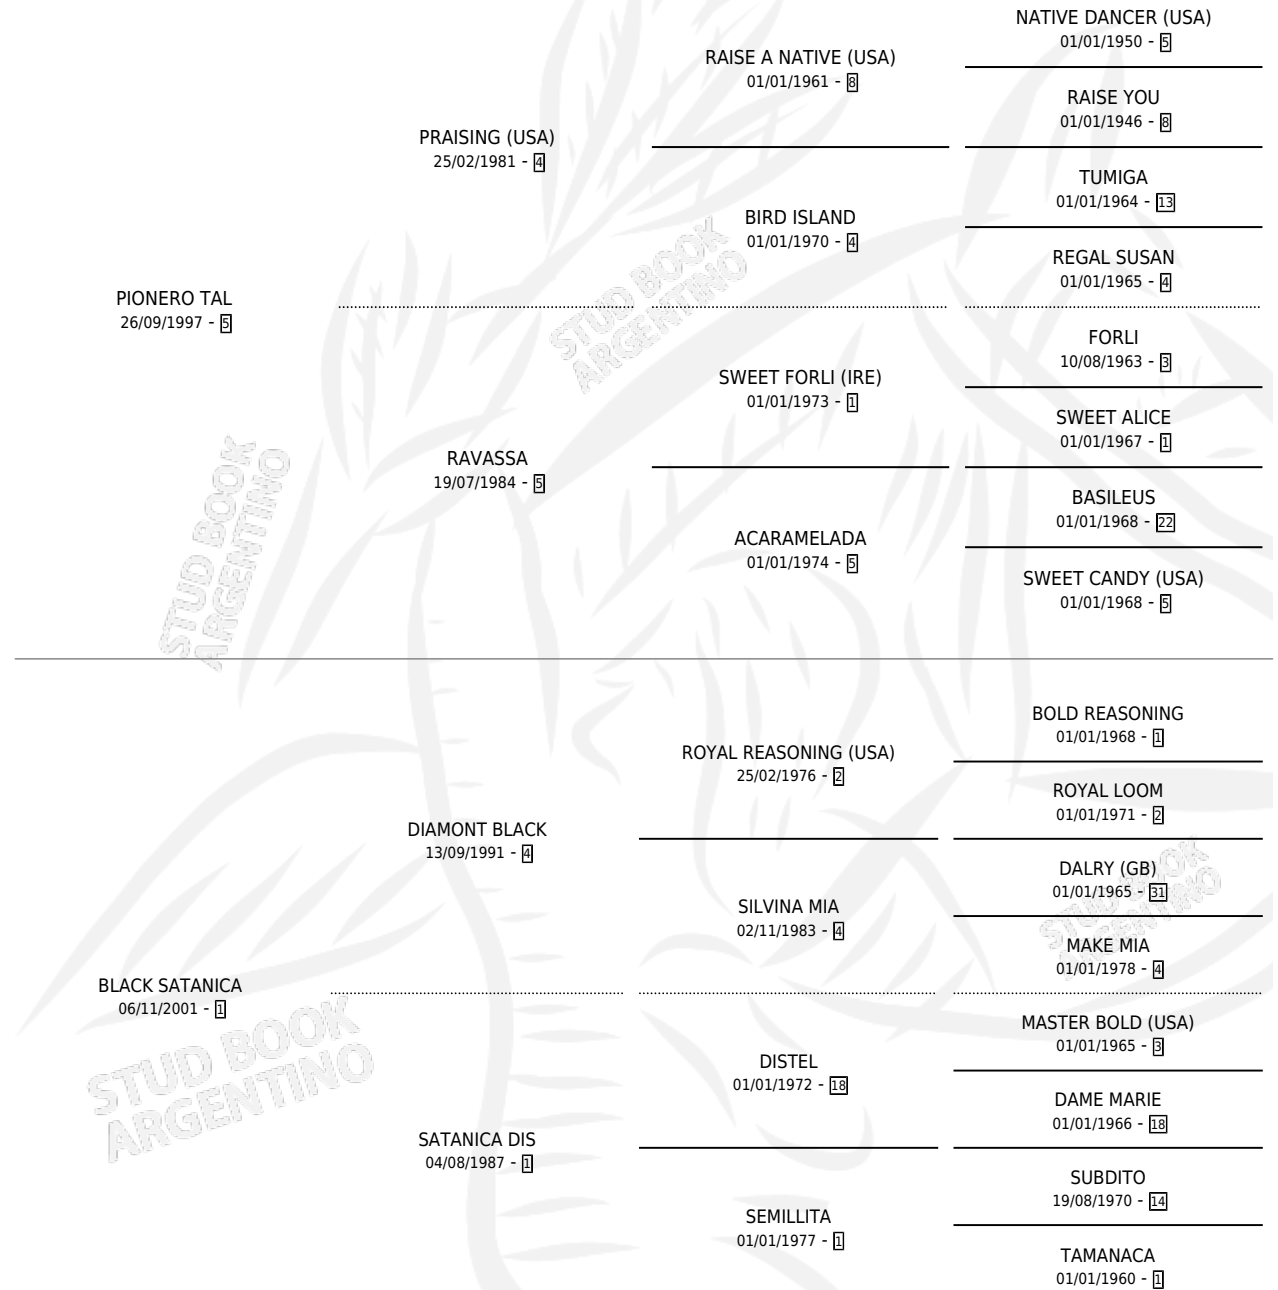 NATIVE DANCER (USA)
01/01/1950 - 5
RAISE A NATIVE (USA)
01/01/1961 - 8
RAISE YOU
01/01/1946 - 8
PRAISING (USA)
25/02/1981 - 4
TUMIGA
01/01/1964 - 13
BIRD ISLAND
01/01/1970 - 4
REGAL SUSAN
01/01/1965 - 4
PIONERO TAL
26/09/1997 - 5
FORLI
10/08/1963 - 3
SWEET FORLI (IRE)
01/01/1973 - 1
SWEET ALICE
01/01/1967 - 1
RAVASSA
19/07/1984 - 5
BASILEUS
01/01/1968 - 22
ACARAMELADA
01/01/1974 - 5
SWEET CANDY (USA)
01/01/1968 - 5
STUD BOOK
ARGENTINO
STUD BOOK
ARGENTINO
BOLD REASONING
01/01/1968 - 1
ROYAL REASONING (USA)
25/02/1976 - 2
ROYAL LOOM
01/01/1971 - 2
DIAMONT BLACK
13/09/1991 - 4
DALRY (GB)
01/01/1965 - 31
SILVINA MIA
02/11/1983 - 4
MAKE MIA
01/01/1978 - 4
BLACK SATANICA
06/11/2001 - 1
MASTER BOLD (USA)
01/01/1965 - 3
DISTEL
01/01/1972 - 18
DAME MARIE
01/01/1966 - 18
SATANICA DIS
04/08/1987 - 1
SUBDITO
19/08/1970 - 14
SEMILLITA
01/01/1977 - 1
TAMANACA
01/01/1960 - 1
STUD BOOK
ARGENTINO
STUD BOOK
ARGENTINO